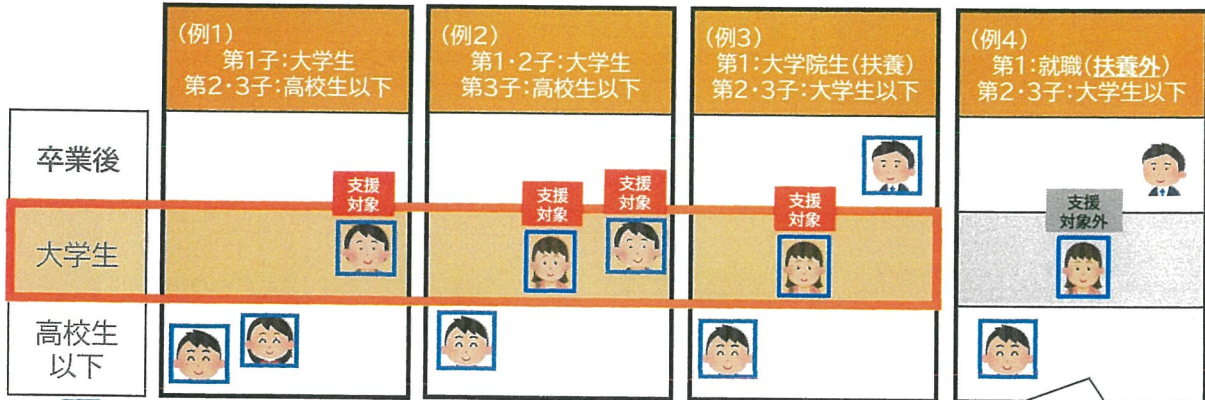 (例1)
第1子:大学生
第2・3子:高校生以下
(例2)
第1・2子:大学生
第3子:高校生以下
(例3)
第1:大学院生(扶養)
第2・3子:大学生以下
(例4)
第1:就職(扶養外)
第2・3子:大学生以下
卒業後
支援
対象
支援
対象
支援
対象
支援
対象
支援
対象外
大学生
高校生
以下